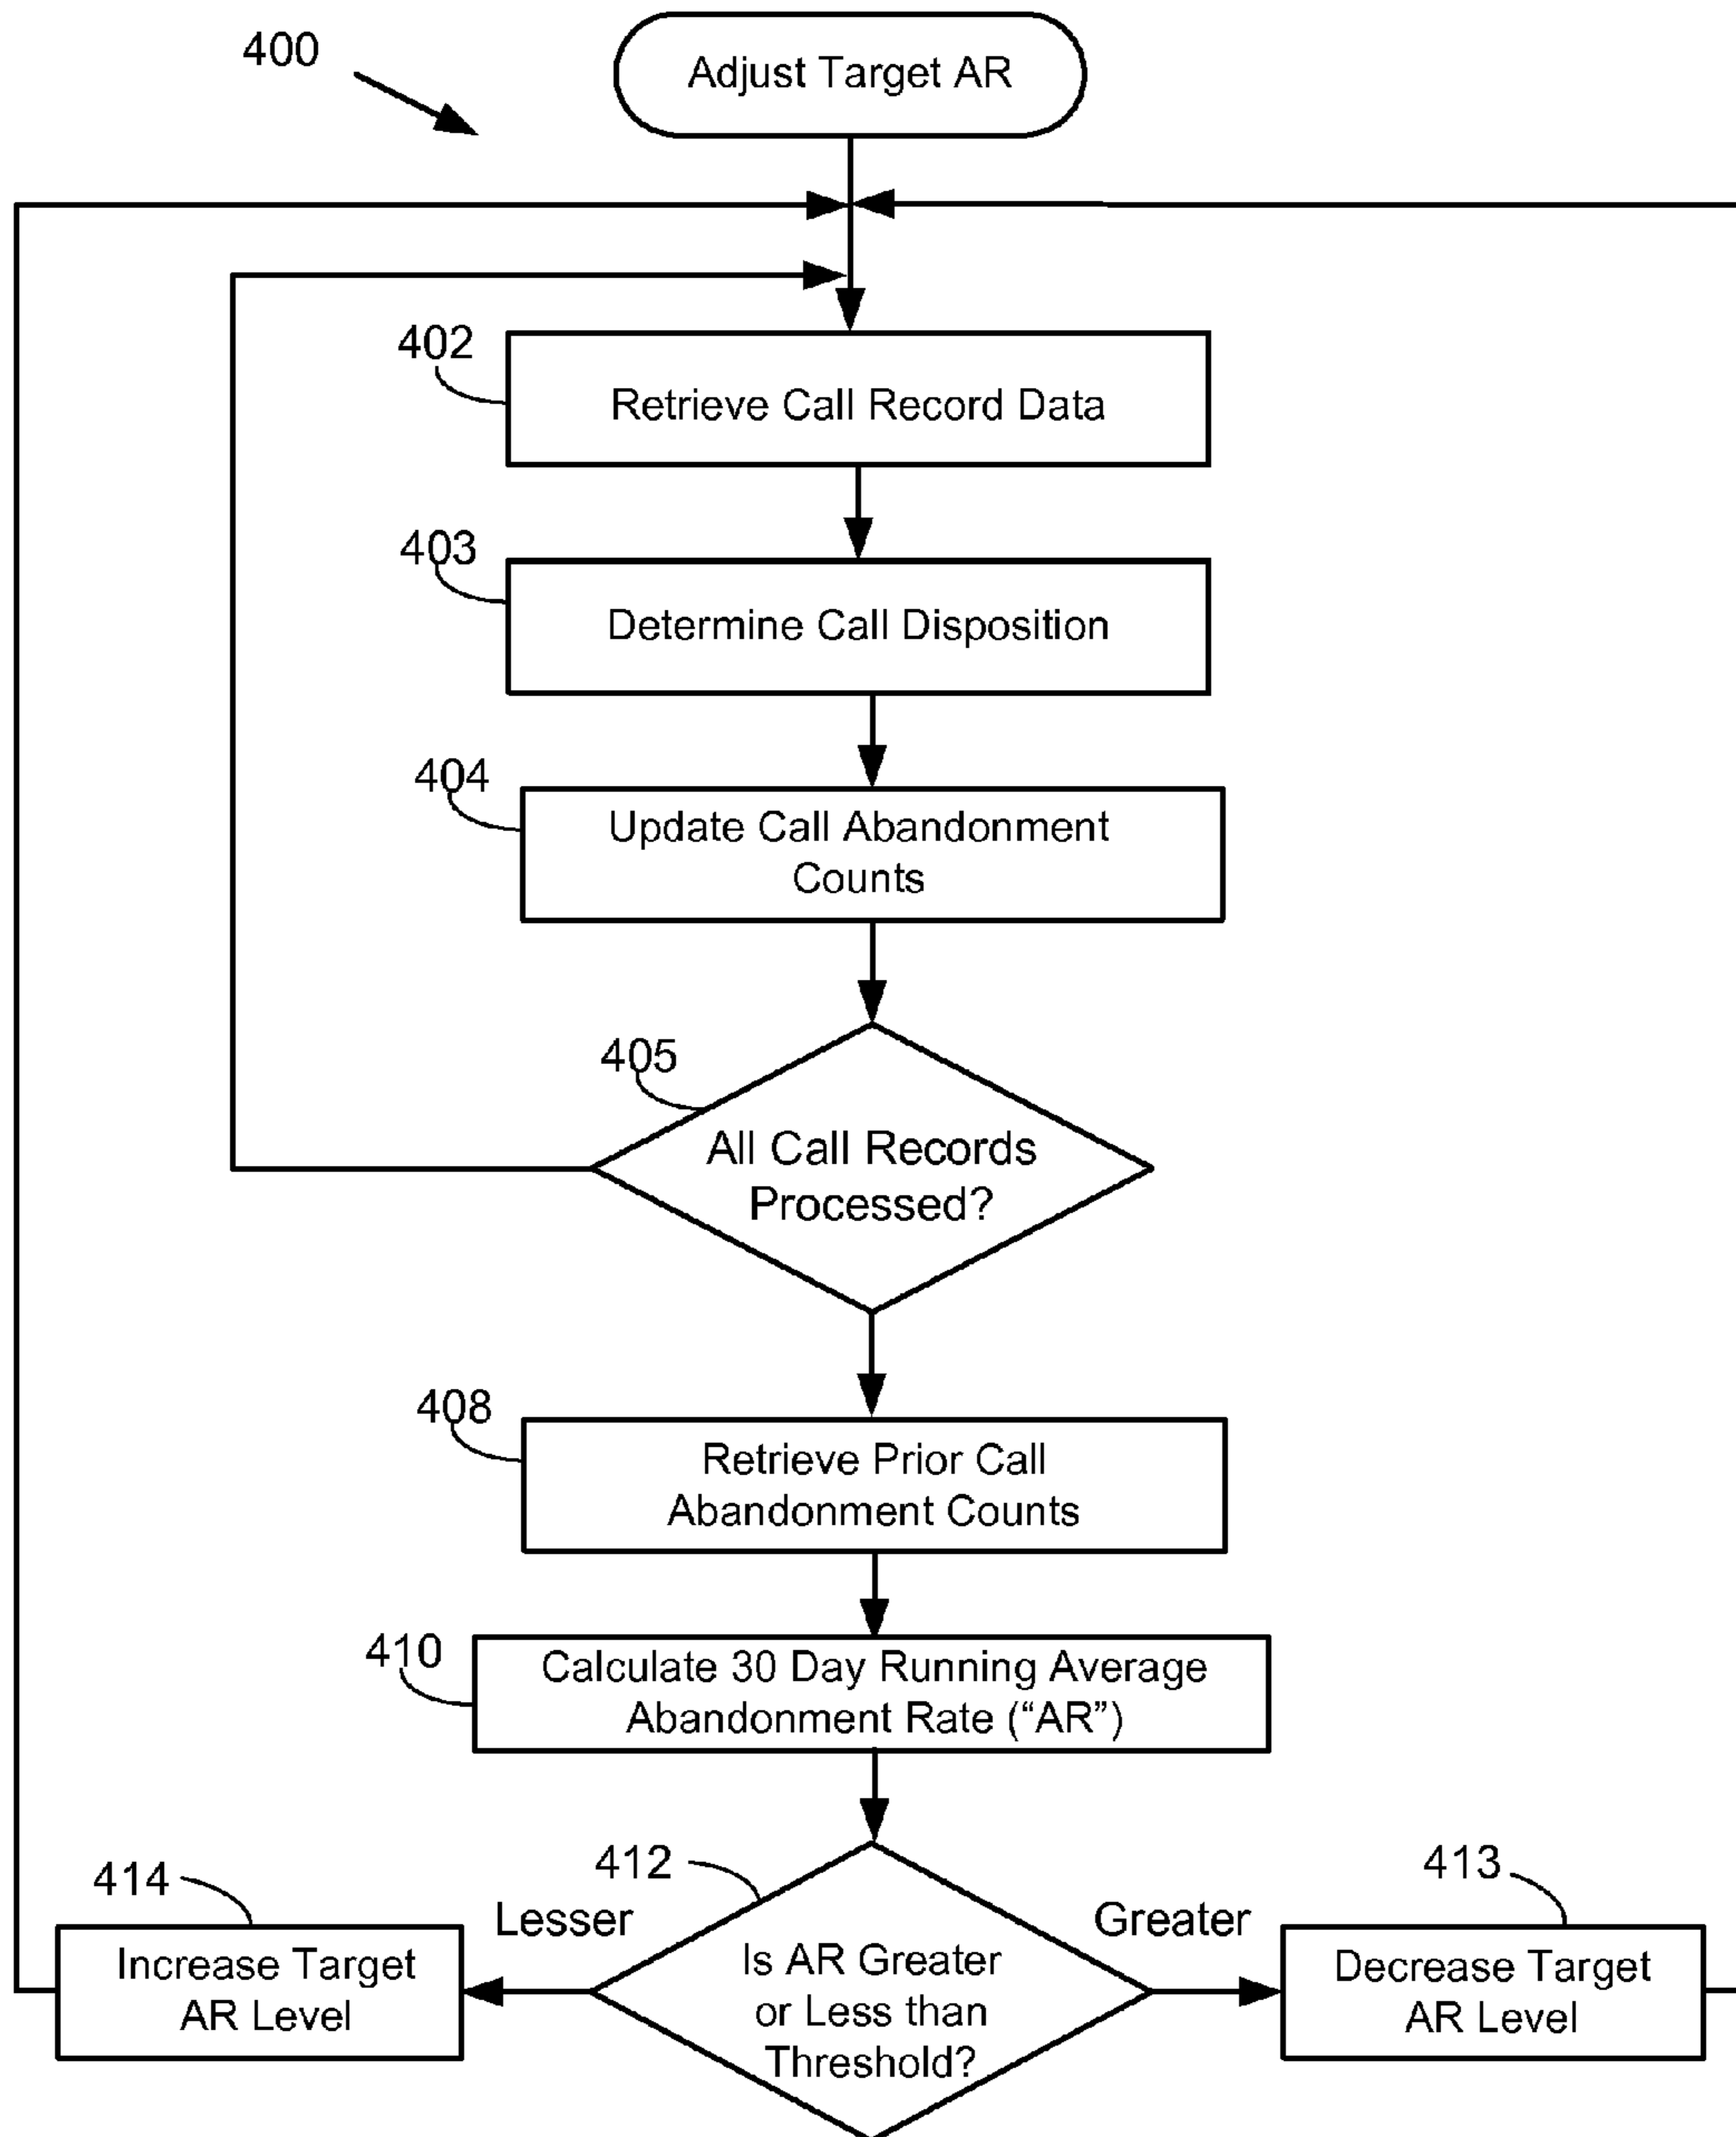 400
Adjust Target AR
402
Retrieve Call Record Data
403
Determine Call Disposition
404
Update Call Abandonment
Counts
405
All Call Records
Processed?
408
Retrieve Prior Call
Abandonment Counts
410
Calculate 30 Day Running Average
Abandonment Rate (“AR”)
412
Is AR Greater
or Less than
Threshold?
Lesser
414
Increase Target
AR Level
Greater
413
Decrease Target
AR Level